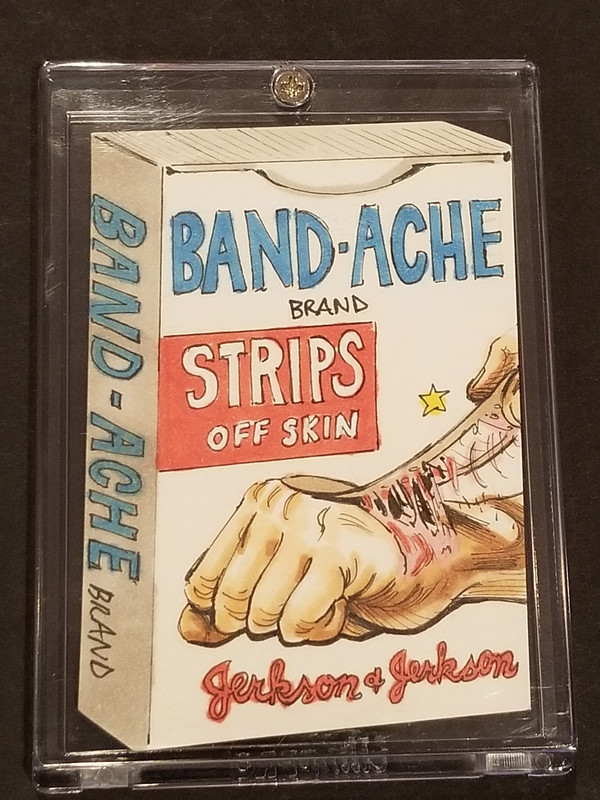 BAND-ACHE
BRAND
STRIPS
OFF SKIN
Jerkson & Jerkson
BAND-ACHE BRAND